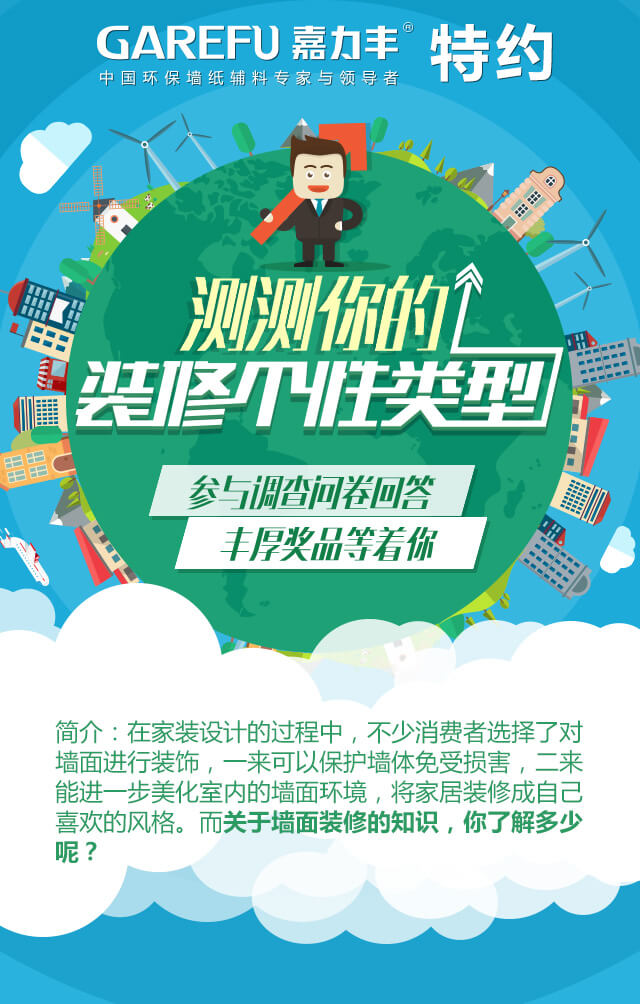 GAREFU 嘉力丰® 特约
中国环保墙纸辅料专家与领导者
测测你的
装修个性类型
参与调查问卷回答
丰厚奖品等着你
简介：在家装设计的过程中，不少消费者选择了对
墙面进行装饰，一来可以保护墙体免受损害，二来
能进一步美化室内的墙面环境，将家居装修成自己
喜欢的风格。而关于墙面装修的知识，你了解多少
呢？